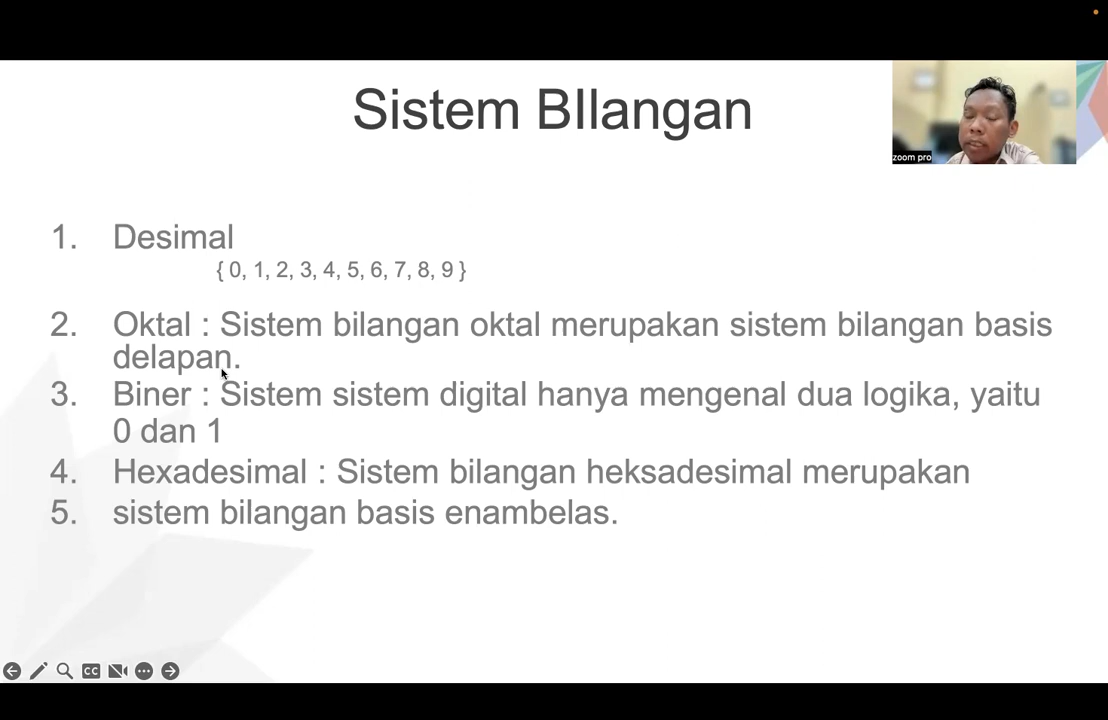 Sistem BIlangan
zoom pro
1. Desimal
{ 0, 1, 2, 3, 4, 5, 6, 7, 8, 9 }
2. Oktal : Sistem bilangan oktal merupakan sistem bilangan basis
delapan.
3. Biner : Sistem sistem digital hanya mengenal dua logika, yaitu
0 dan 1
4. Hexadesimal : Sistem bilangan heksadesimal merupakan
5. sistem bilangan basis enambelas.
CC